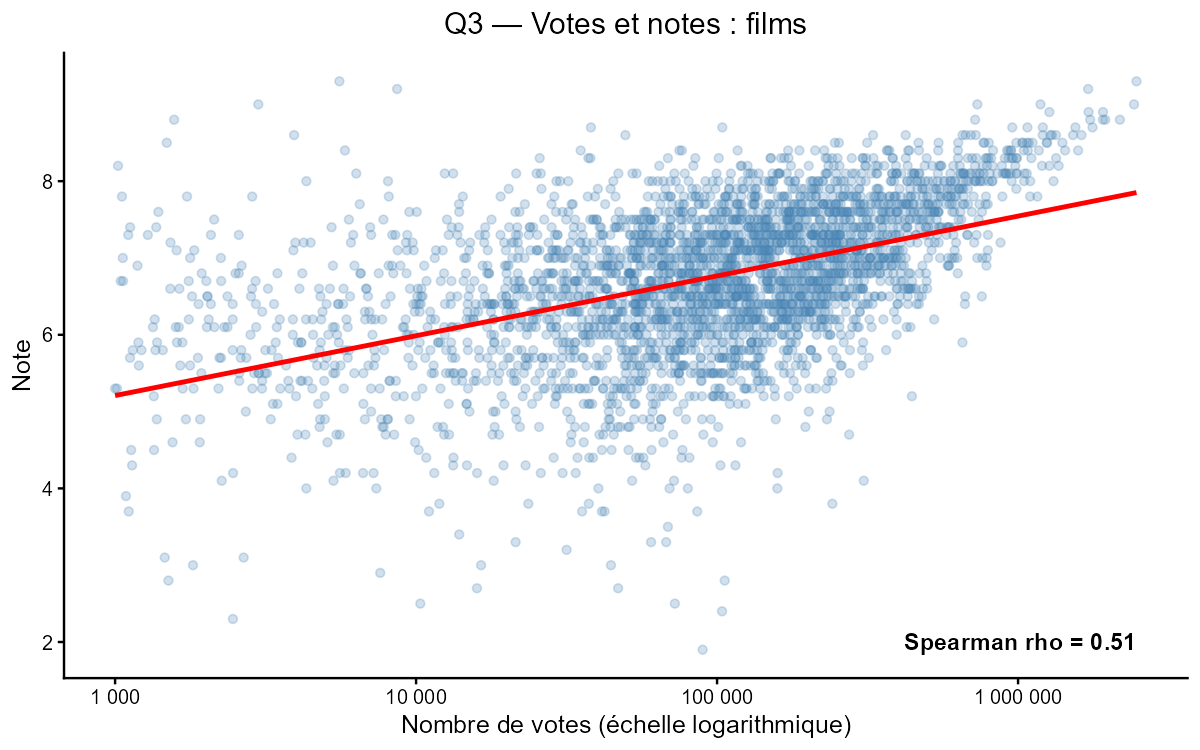 Q3 — Votes et notes : films
Note
8
6
4
2
Spearman rho = 0.51
1 000
10 000
100 000
1 000 000
Nombre de votes (échelle logarithmique)